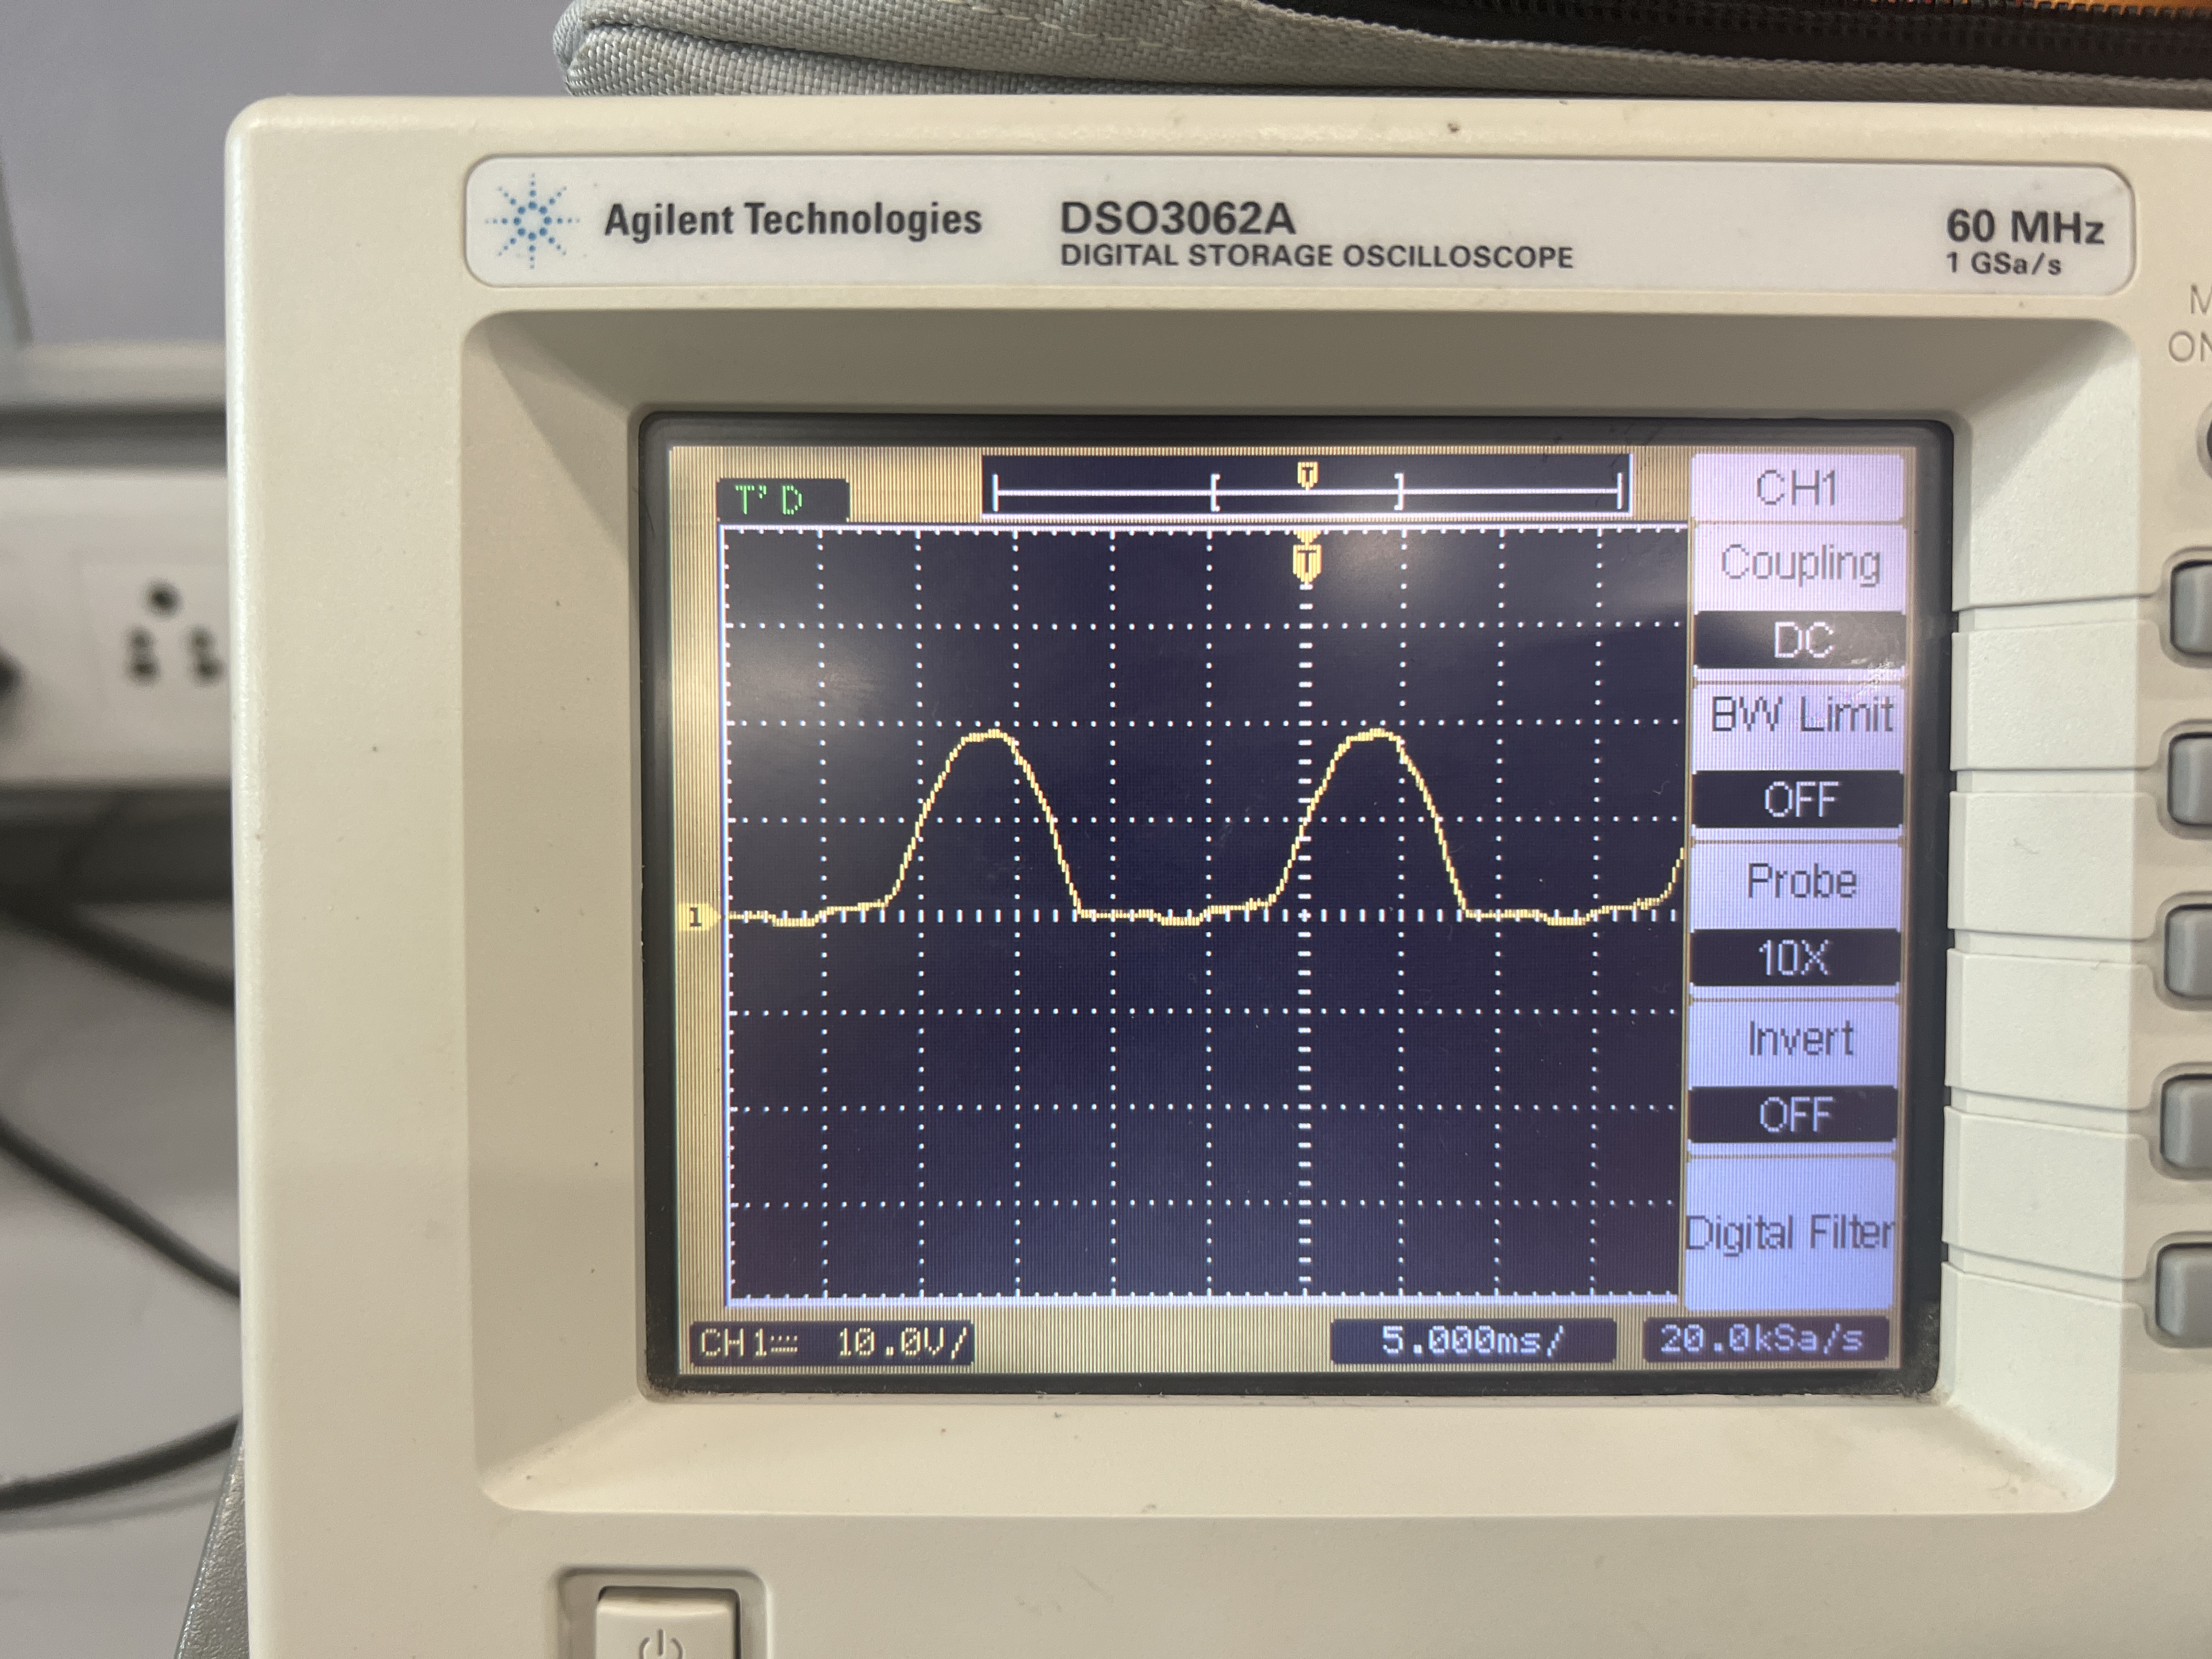 Agilent Technologies
DSO3062A
DIGITAL STORAGE OSCILLOSCOPE
60 MHz
1 GSa/s
T'D
T
T
CH1
Coupling
DC
BW Limit
OFF
Probe
10X
Invert
OFF
Digital Filter
1
CH1 10.0V/
5.000ms/
20.0kSa/s